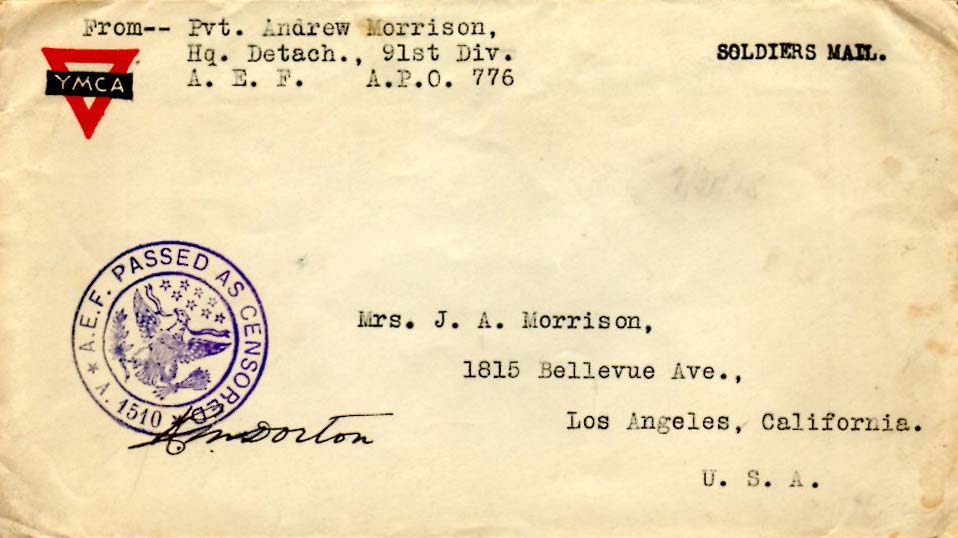 From-- Pvt. Andrew Morrison,
Hq. Detach., 91st Div.
A. E. F. A.P.O. 776
SOLDIERS MAIL.
YMCA
A.E.F. PASSED AS CENSORED
A. 1510
Mrs. J. A. Morrison,
1815 Bellevue Ave.,
Los Angeles, California.
U. S. A.
Dorton